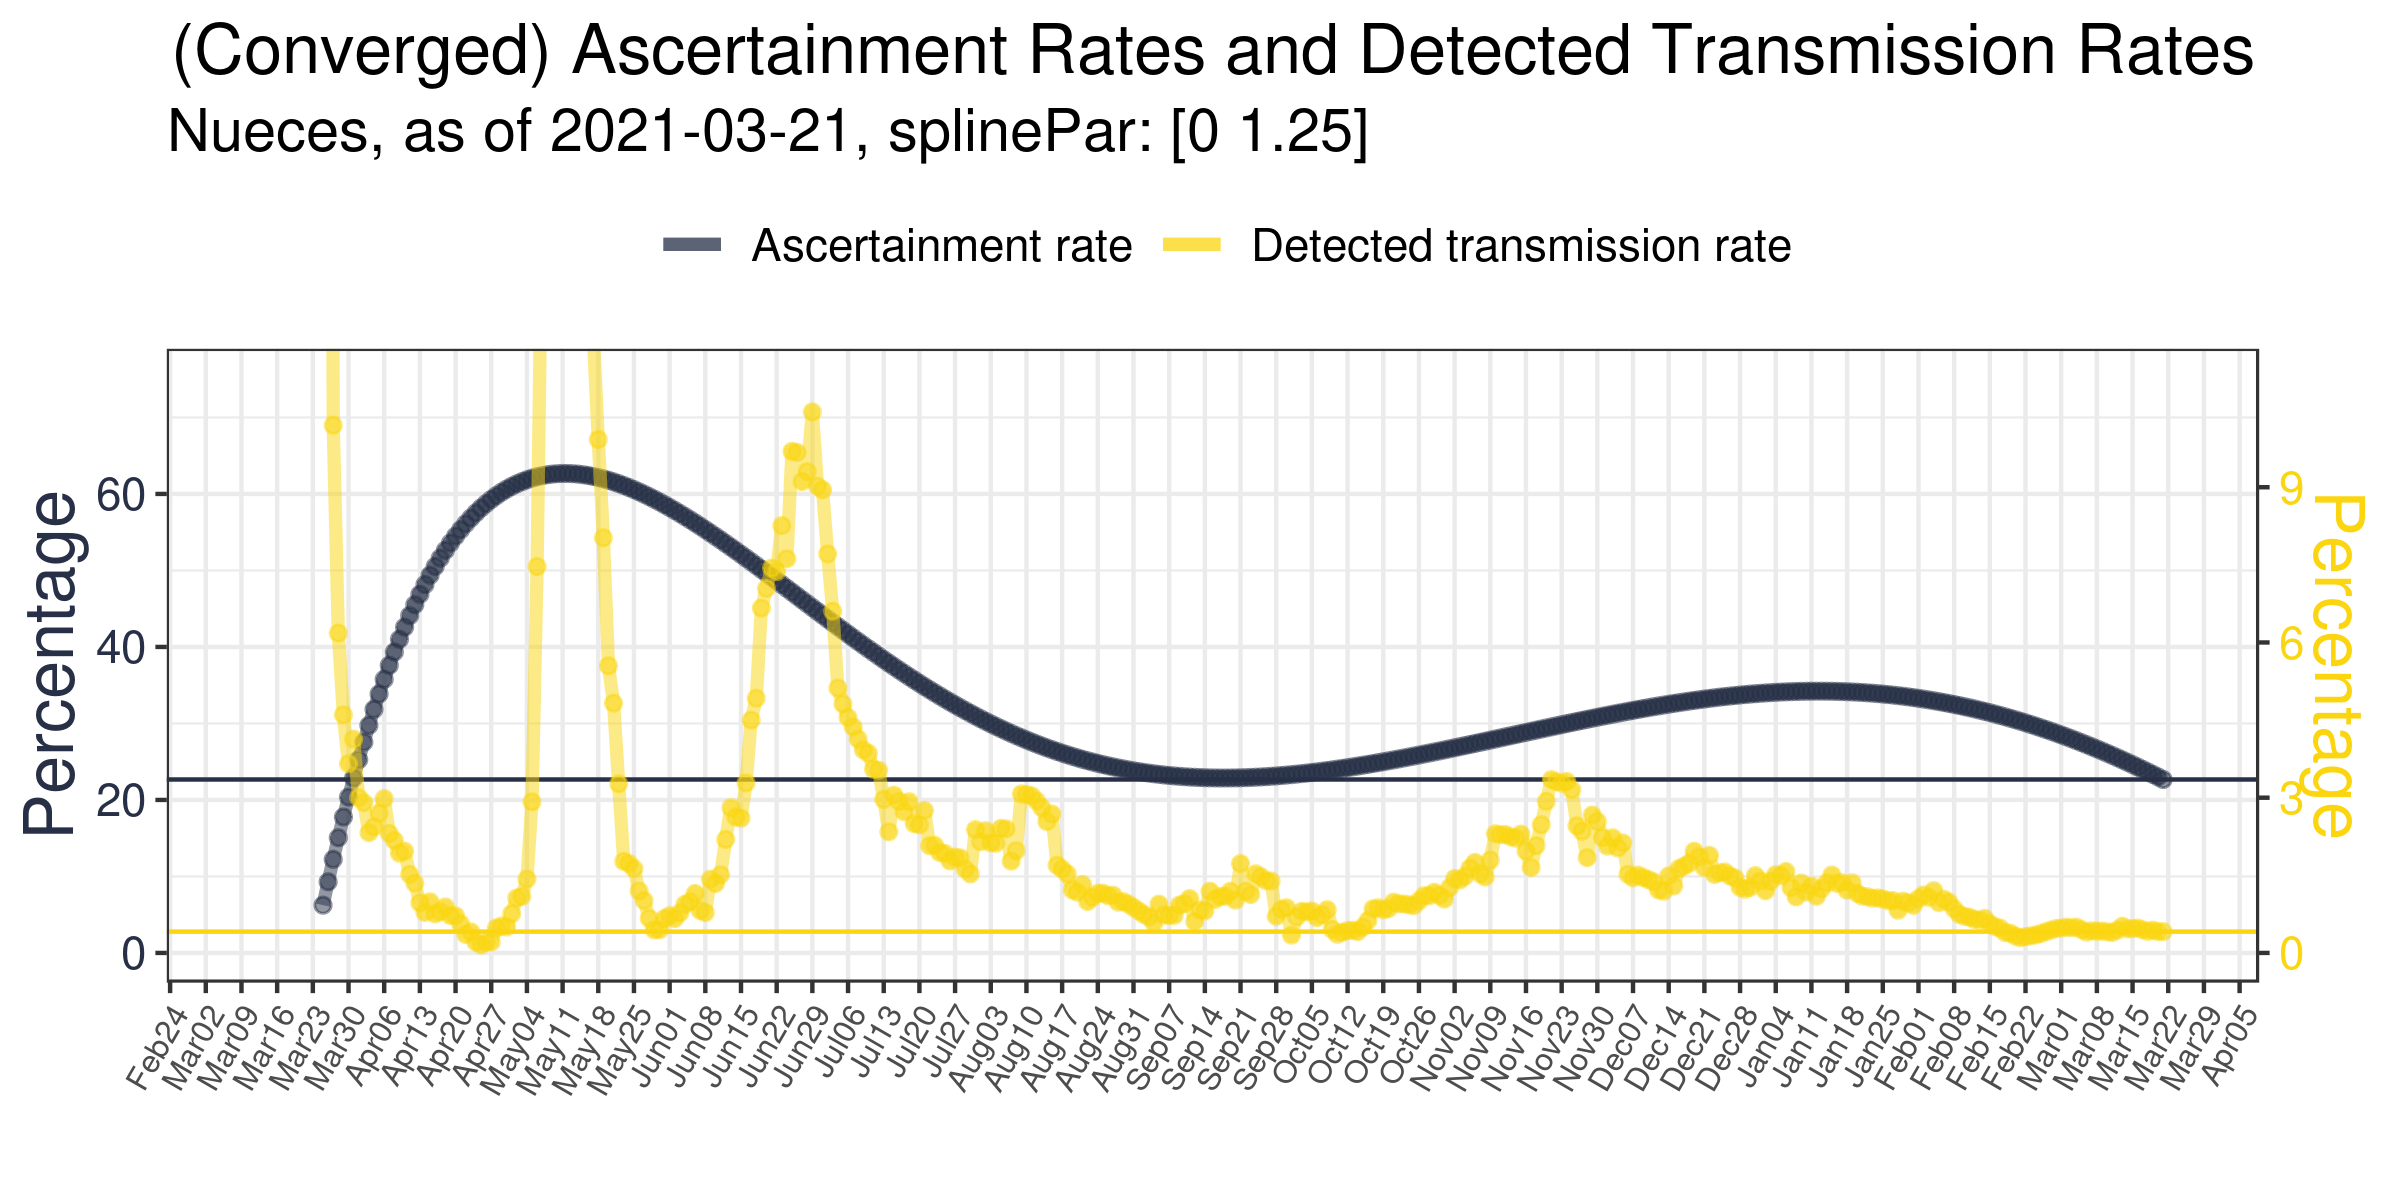 (Converged) Ascertainment Rates and Detected Transmission Rates
Nueces, as of 2021-03-21, splinePar: [0 1.25]
Ascertainment rate
Detected transmission rate
Percentage
60
40
20
0
9
6
3
0
Percentage
Feb24
Mar02
Mar09
Mar16
Mar23
Mar30
Apr06
Apr13
Apr20
Apr27
May04
May11
May18
May25
Jun01
Jun08
Jun15
Jun22
Jun29
Jul06
Jul13
Jul20
Jul27
Aug03
Aug10
Aug17
Aug24
Aug31
Sep07
Sep14
Sep21
Sep28
Oct05
Oct12
Oct19
Oct26
Nov02
Nov09
Nov16
Nov23
Nov30
Dec07
Dec14
Dec21
Dec28
Jan04
Jan11
Jan18
Jan25
Feb01
Feb08
Feb15
Feb22
Mar01
Mar08
Mar15
Mar22
Mar29
Apr05